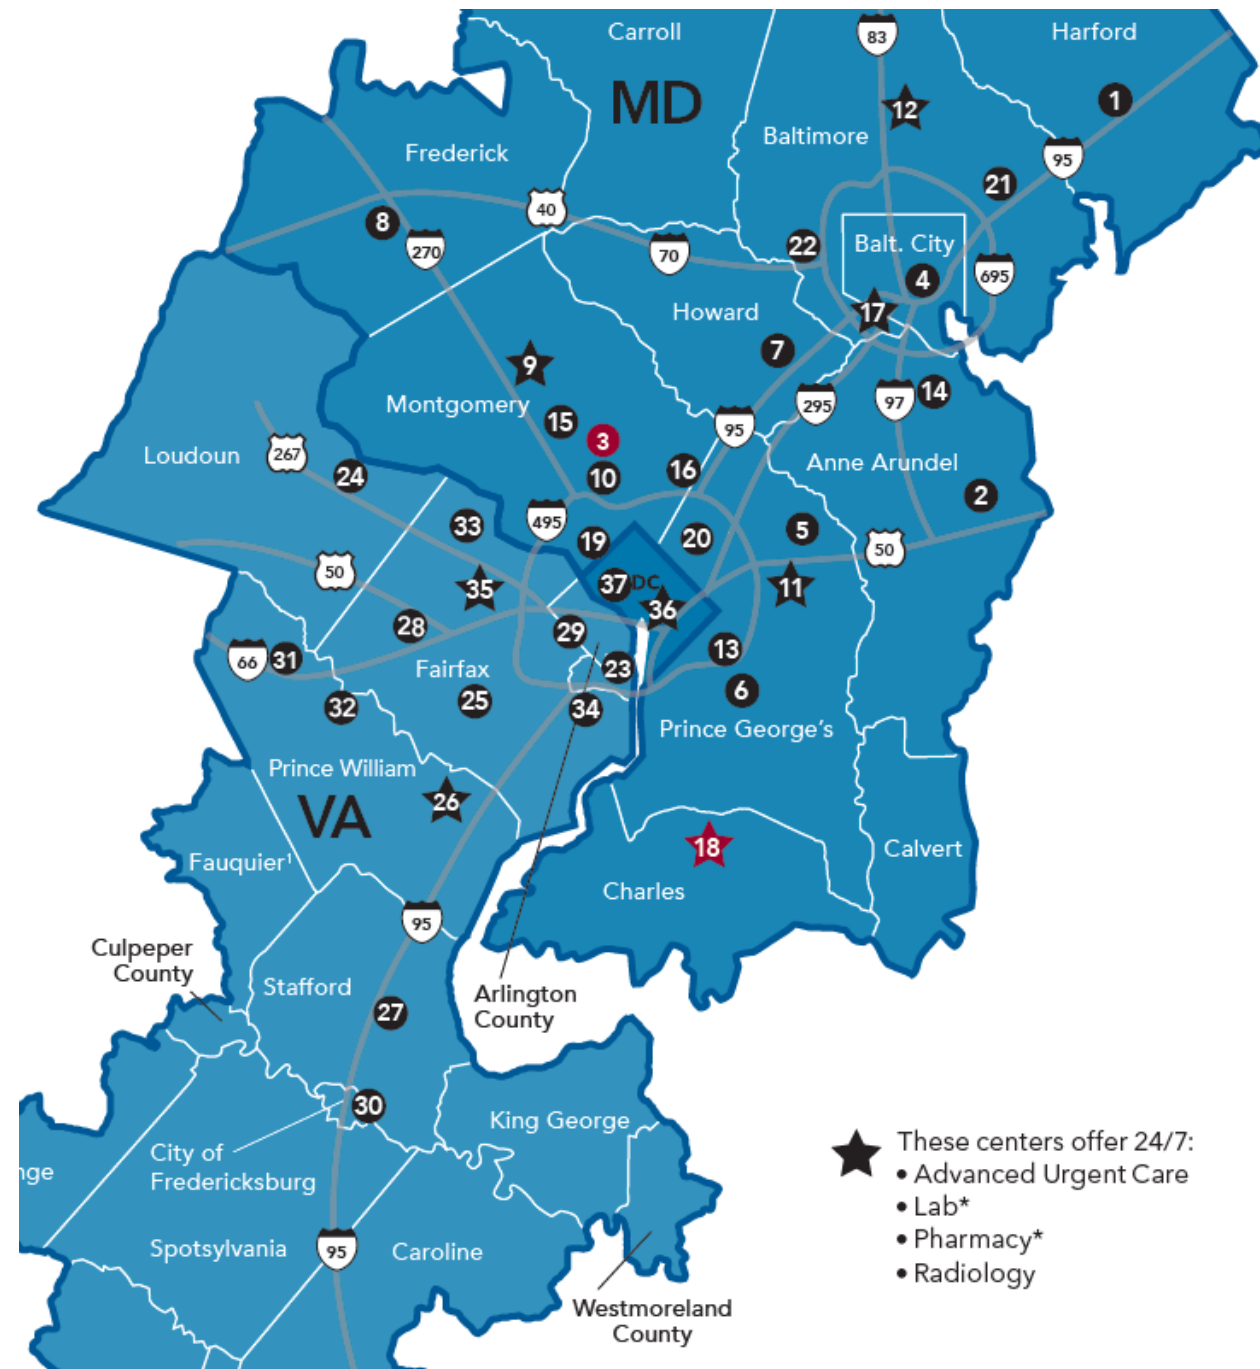 Carroll
83
Harford
MD
12
1
Baltimore
Frederick
95
21
40
8
270
70
22
Balt. City
4
695
Howard
17
7
9
Montgomery
15
3
295
97
14
95
267
Loudoun
24
10
16
Anne Arundel
2
33
495
19
20
5
50
50
35
37
DC
36
11
28
29
13
66
31
Fairfax
23
6
32
25
34
Prince George's
Prince William
26
VA
18
Calvert
Fauquier¹
Charles
95
Culpeper
County
Stafford
27
Arlington
County
30
King George
City of
Fredericksburg
nge
Spotsylvania
95
Caroline
Westmoreland
County
These centers offer 24/7:
• Advanced Urgent Care
• Lab*
• Pharmacy*
• Radiology